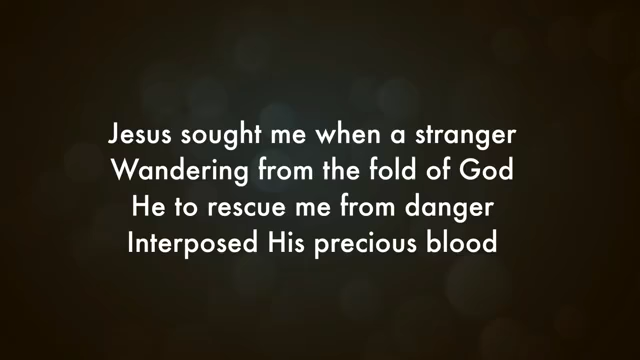 Jesus sought me when a stranger
Wandering from the fold of God
He to rescue me from danger
Interposed His precious blood